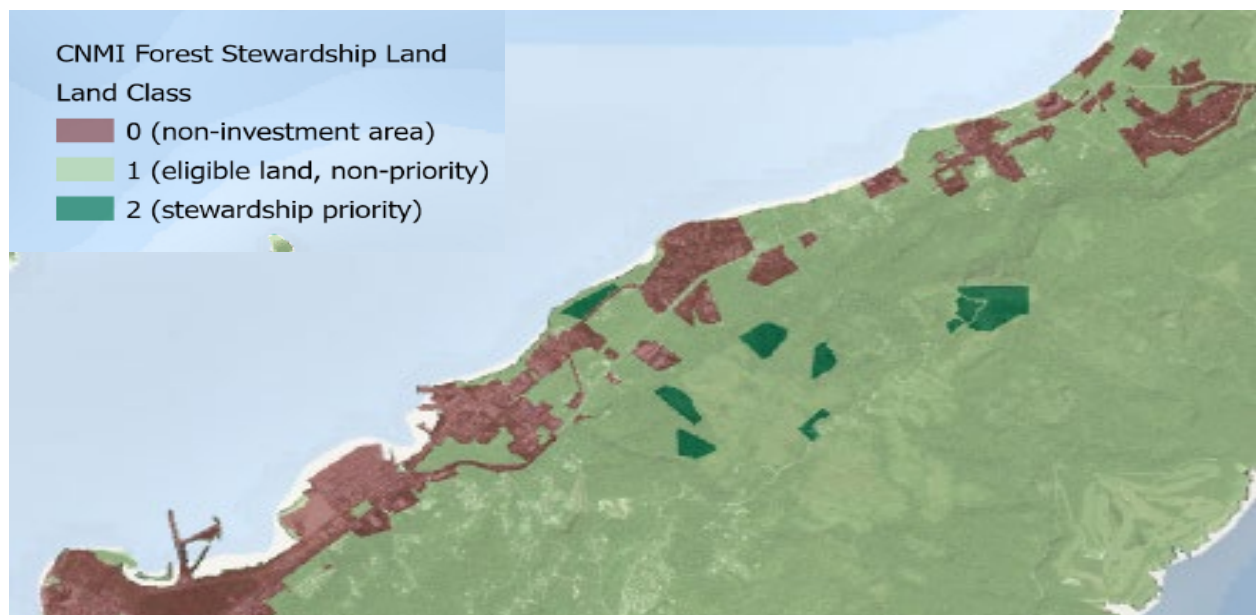 CNMI Forest Stewardship Land
Land Class
0 (non-investment area)
1 (eligible land, non-priority)
2 (stewardship priority)